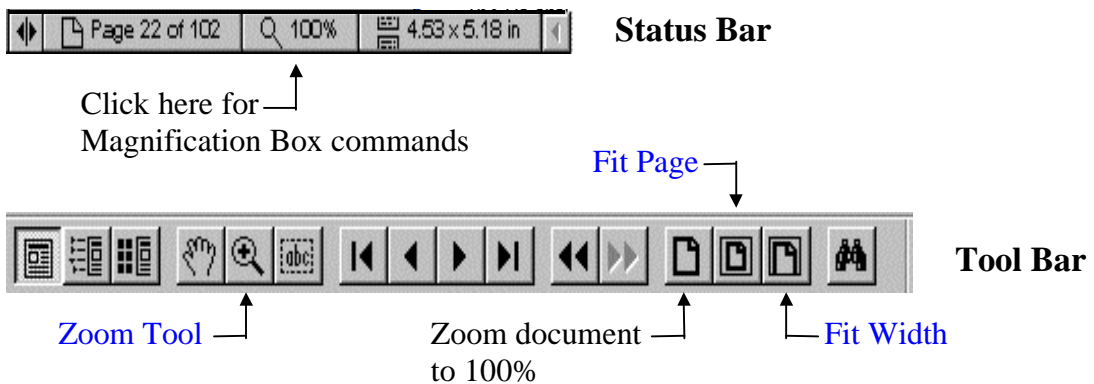 Page 22 of 102 100% 4.53 x 5.18 in Status Bar
Click here for
Magnification Box commands
Fit Page
abc Tool Bar
Zoom Tool Zoom document Fit Width
to 100%